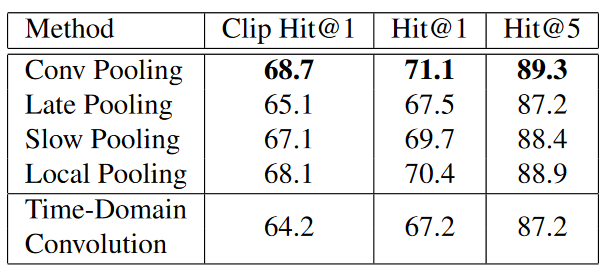 Method Clip Hit@1 Hit@1 Hit@5
Conv Pooling 68.7 71.1 89.3
Late Pooling 65.1 67.5 87.2
Slow Pooling 67.1 69.7 88.4
Local Pooling 68.1 70.4 88.9
Time-Domain
Convolution 64.2 67.2 87.2